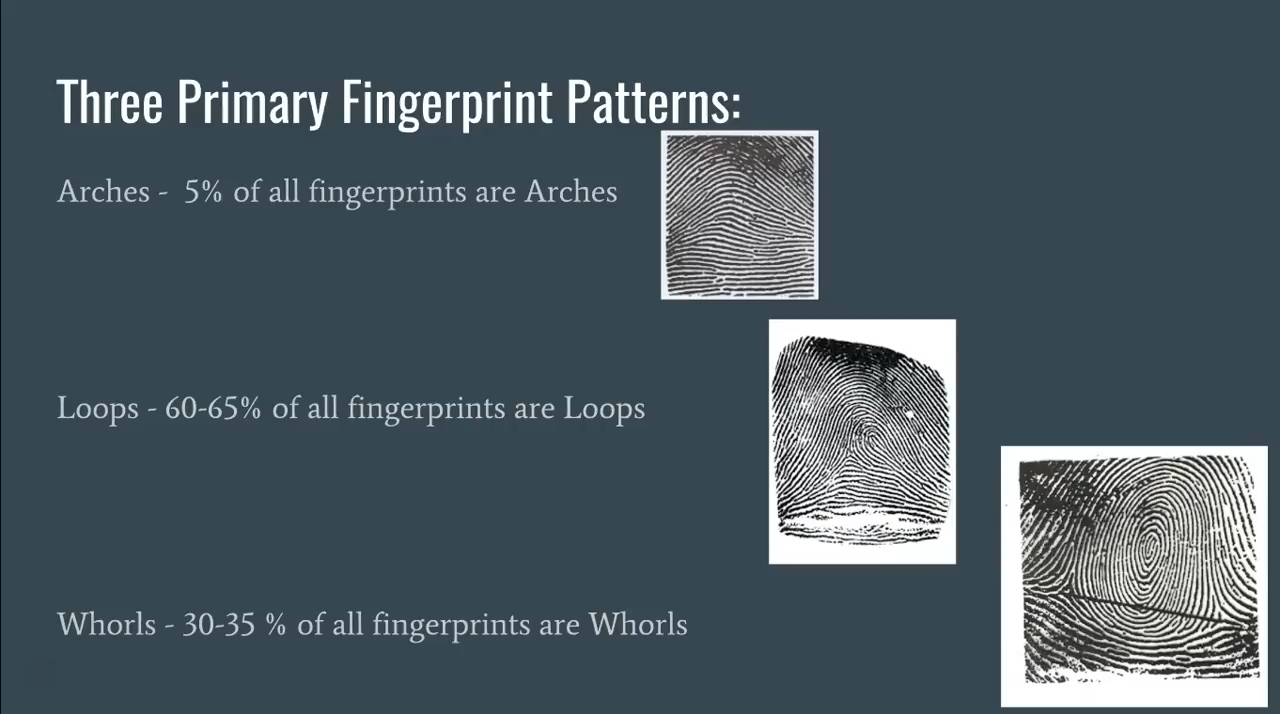 Three Primary Fingerprint Patterns:
Arches -  5% of all fingerprints are Arches
Loops - 60-65% of all fingerprints are Loops
Whorls - 30-35 % of all fingerprints are Whorls